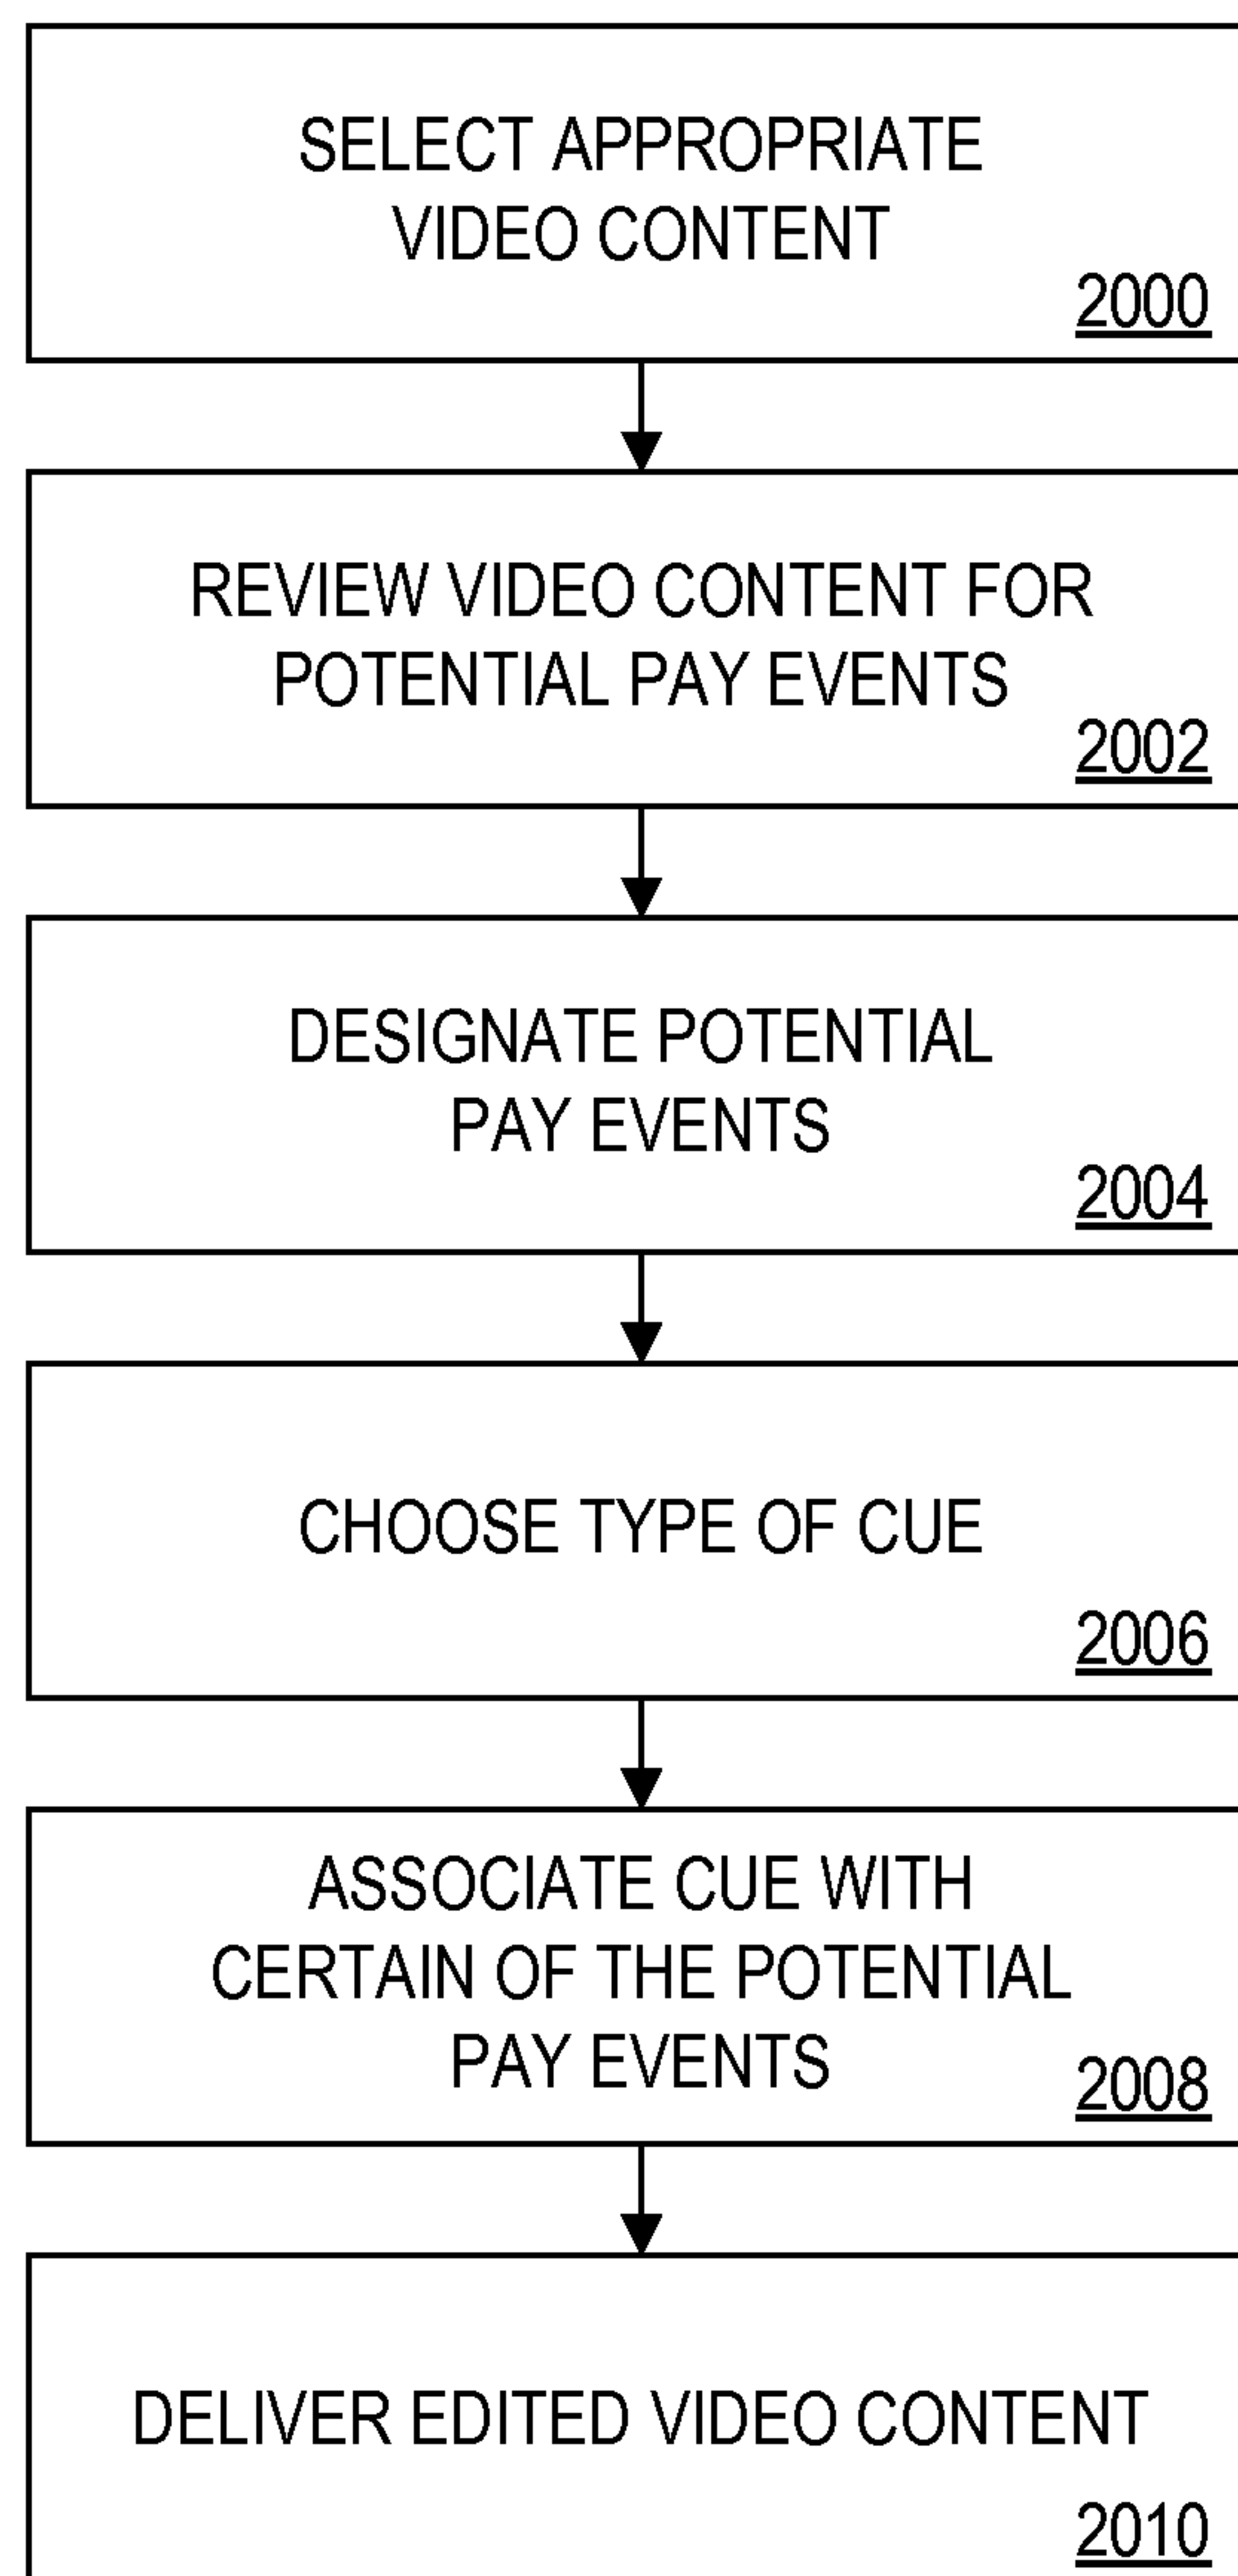 SELECT APPROPRIATE
VIDEO CONTENT
2000
REVIEW VIDEO CONTENT FOR
POTENTIAL PAY EVENTS
2002
DESIGNATE POTENTIAL
PAY EVENTS
2004
CHOOSE TYPE OF CUE
2006
ASSOCIATE CUE WITH
CERTAIN OF THE POTENTIAL
PAY EVENTS
2008
DELIVER EDITED VIDEO CONTENT
2010